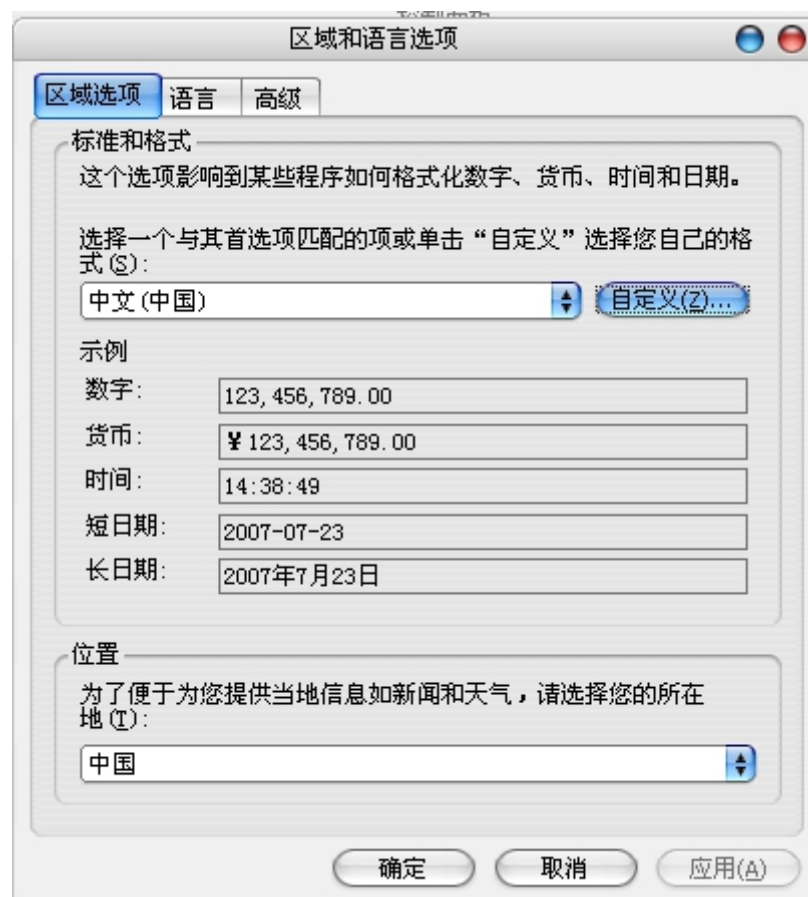 区域和语言选项
区域选项 语言 高级
标准和格式
这个选项影响到某些程序如何格式化数字、货币、时间和日期。
选择一个与其首选项匹配的项或单击“自定义”选择您自己的格
式(S):
中文(中国) 自定义(Z)...
示例
数字: 123,456,789.00
货币: ¥123,456,789.00
时间: 14:38:49
短日期: 2007-07-23
长日期: 2007年7月23日
位置
为了便于为您提供当地信息如新闻和天气，请选择您的所在
地(T):
中国
确定 取消 应用(A)